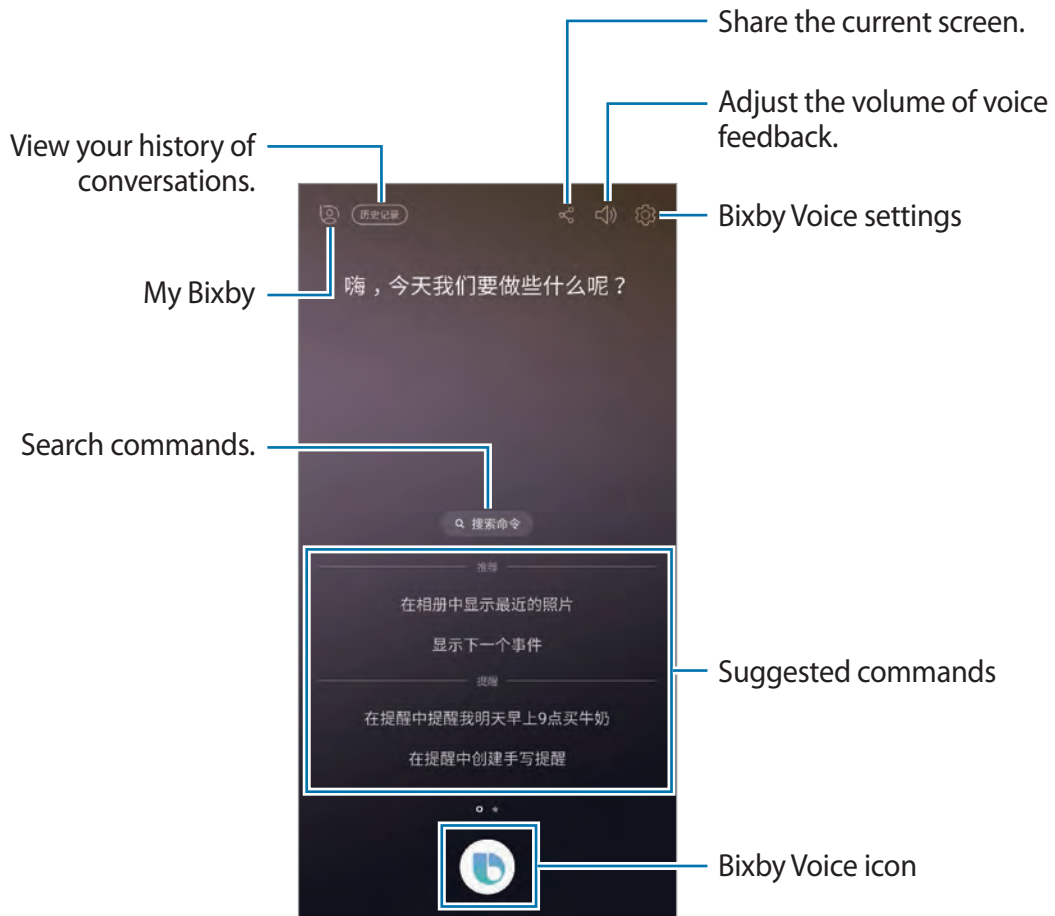 Share the current screen.
Adjust the volume of voice
feedback.
View your history of
conversations.
历史记录
Bixby Voice settings
My Bixby
嗨，今天我们要做些什么呢？
Search commands.
搜索命令
推荐
在相册中显示最近的照片
显示下一个事件
Suggested commands
提醒
在提醒中提醒我明天早上9点买牛奶
在提醒中创建手写提醒
Bixby Voice icon